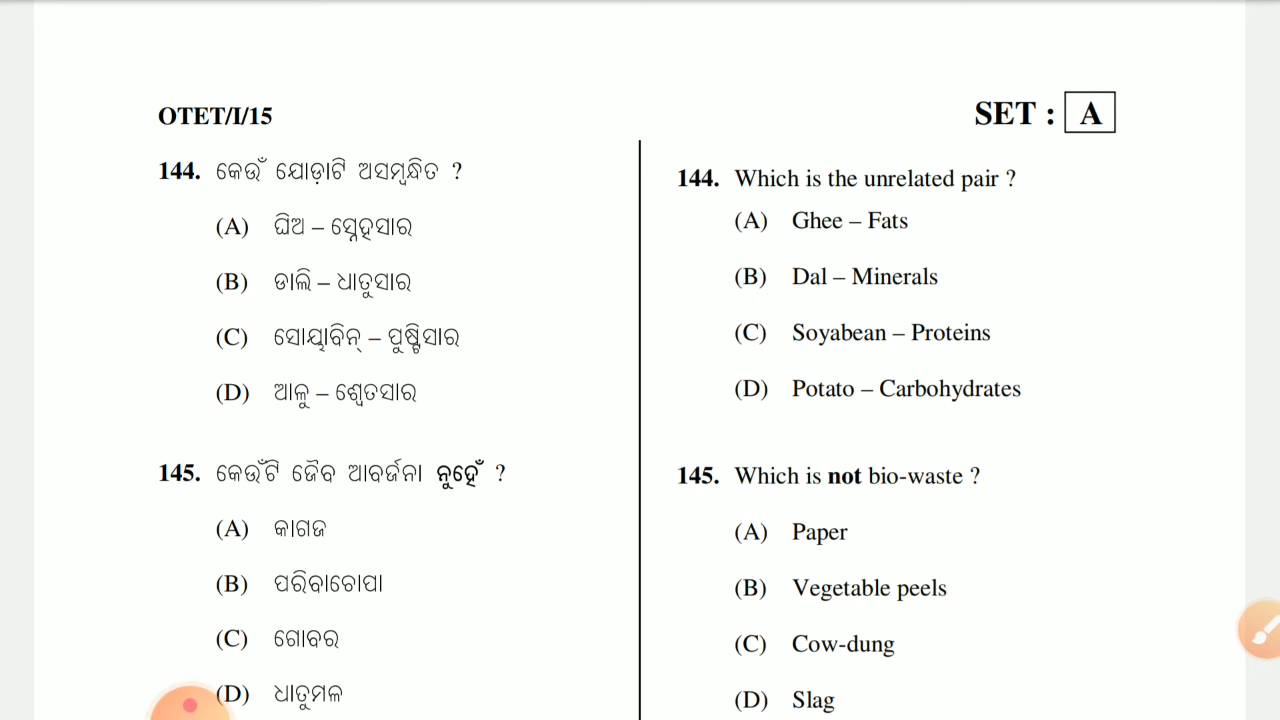 OTET/I/15
SET : A
144. କେଉଁ ଯୋଡ଼ାଟି ଅସମ୍ବନ୍ଧିତ ?
(A) ଘିଅ – ସ୍ନେହସାର
(B) ଡାଲି – ଧାତୁସାର
(C) ସୋୟାବିନ୍ – ପୁଷ୍ଟିସାର
(D) ଆଳୁ – ଶ୍ୱେତସାର
145. କେଉଁଟି ଜୈବ ଆବର୍ଜନା ନୁହେଁ ?
(A) କାଗଜ
(B) ପରିବାଚୋପା
(C) ଗୋବର
(D) ଧାତୁମଳ
144. Which is the unrelated pair ?
(A) Ghee – Fats
(B) Dal – Minerals
(C) Soyabean – Proteins
(D) Potato – Carbohydrates
145. Which is not bio-waste ?
(A) Paper
(B) Vegetable peels
(C) Cow-dung
(D) Slag